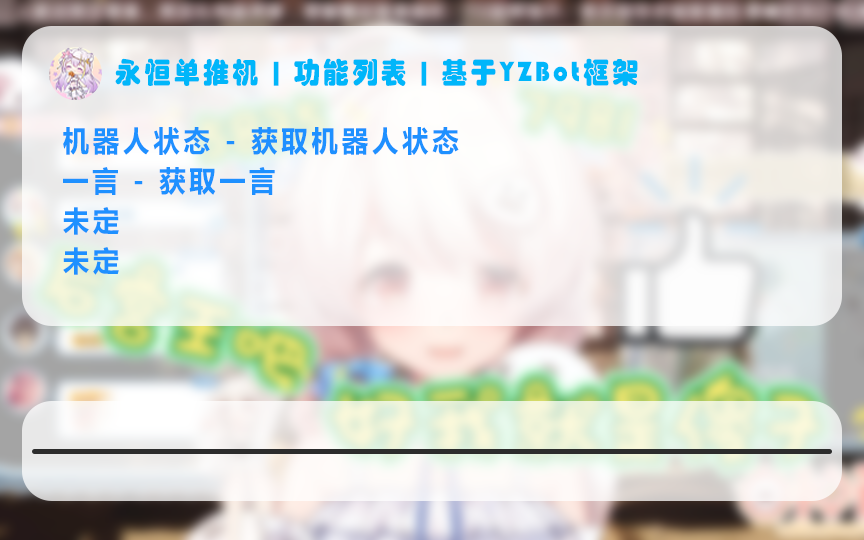 永恒单推机 | 功能列表 | 基于YZBot框架
机器人状态 - 获取机器人状态
一言 - 获取一言
未定
未定